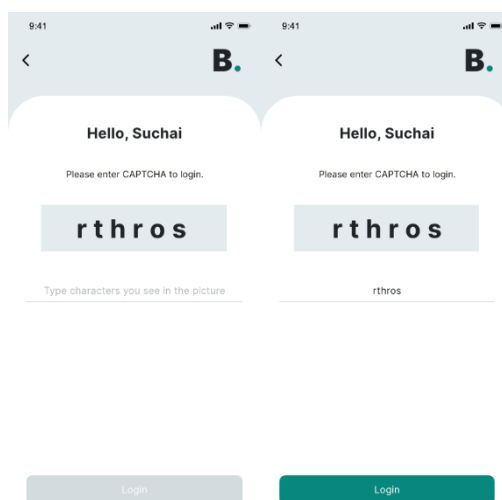 9:41
B.
Hello, Suchai
Please enter CAPTCHA to login.
rthros
Type characters you see in the picture
Login
9:41
B.
Hello, Suchai
Please enter CAPTCHA to login.
rthros
rthros
Login